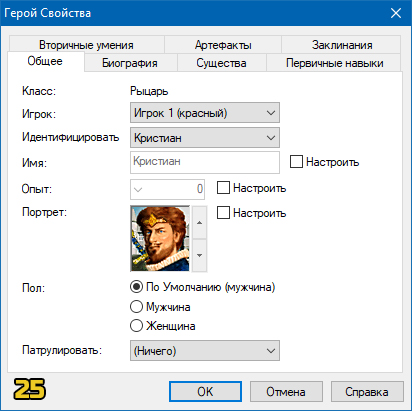 Герой Свойства
Вторичные умения Артефакты Заклинания
Общее Биография Существа Первичные навыки
Класс: Рыцарь
Игрок: Игрок 1 (красный)
Идентифицировать Кристиан
Имя: Кристиан Настроить
Опыт: 0 Настроить
Портрет: Настроить
Пол: По Умолчанию (мужчина)
Мужчина
Женщина
Патрулировать: (Ничего)
25 OK Отмена Справка